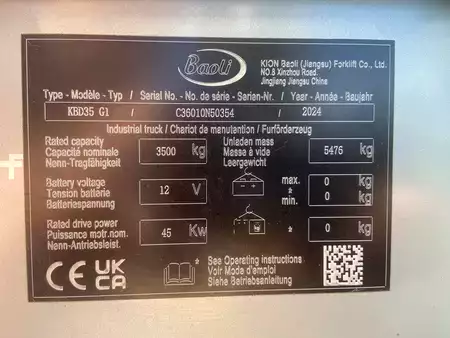 Baoli
KION Baoli (Jiangsu) Forklift Co., Ltd.
NO.8 Xinzhou Road,
Jingjiang Jiangsu China
Type - Modèle - Typ / Serial No. - No. de série - Serien-Nr. / Year - Année - Baujahr
KBD35 G1 / C36010N50354 / 2024
Industrial truck / Chariot de manutention / Furförderzeug
Rated capacity
Capacité nominale
Nenn-Tragfähigkeit
3500 kg
Unladen mass
Masse à vide
Leergewicht
5476 kg
Battery voltage
Tension batterie
Batteriespannung
12 V
max. * 0 kg
min. * 0 kg
Rated drive power
Puissance motr.nom.
Nenn-Antriebsleist.
45 Kw
* 0 kg
CE UK
CA
* See Operating instructions
Voir Mode d'emploi
Siehe Betriebsanleitung